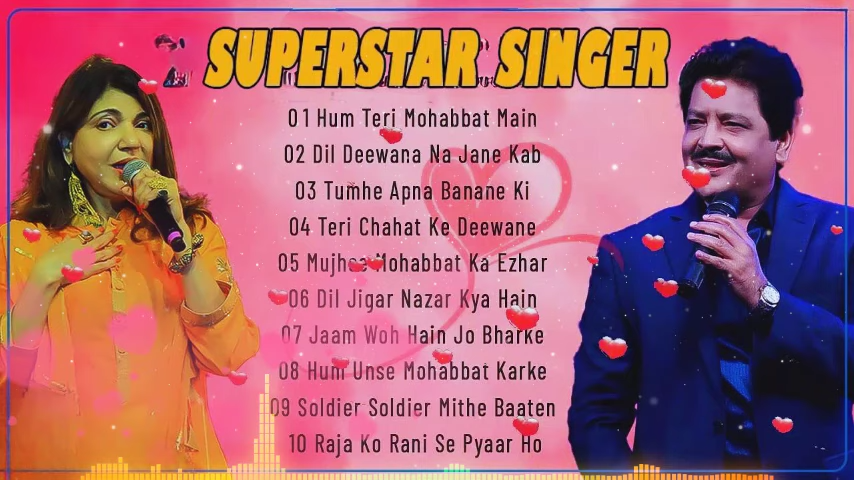 SUPERSTAR SINGER
01 Hum Teri Mohabbat Main
02 Dil Deewana Na Jane Kab
03 Tumhe Apna Banane Ki
04 Teri Chahat Ke Deewane
05 Mujhee Mohabbat Ka Ezhar
06 Dil Jigar Nazar Kya Hain
07 Jaam Woh Hain Jo Bharke
08 Hum Unse Mohabbat Karke
09 Soldier Soldier Mithe Baaten
10 Raja Ko Rani Se Pyaar Ho